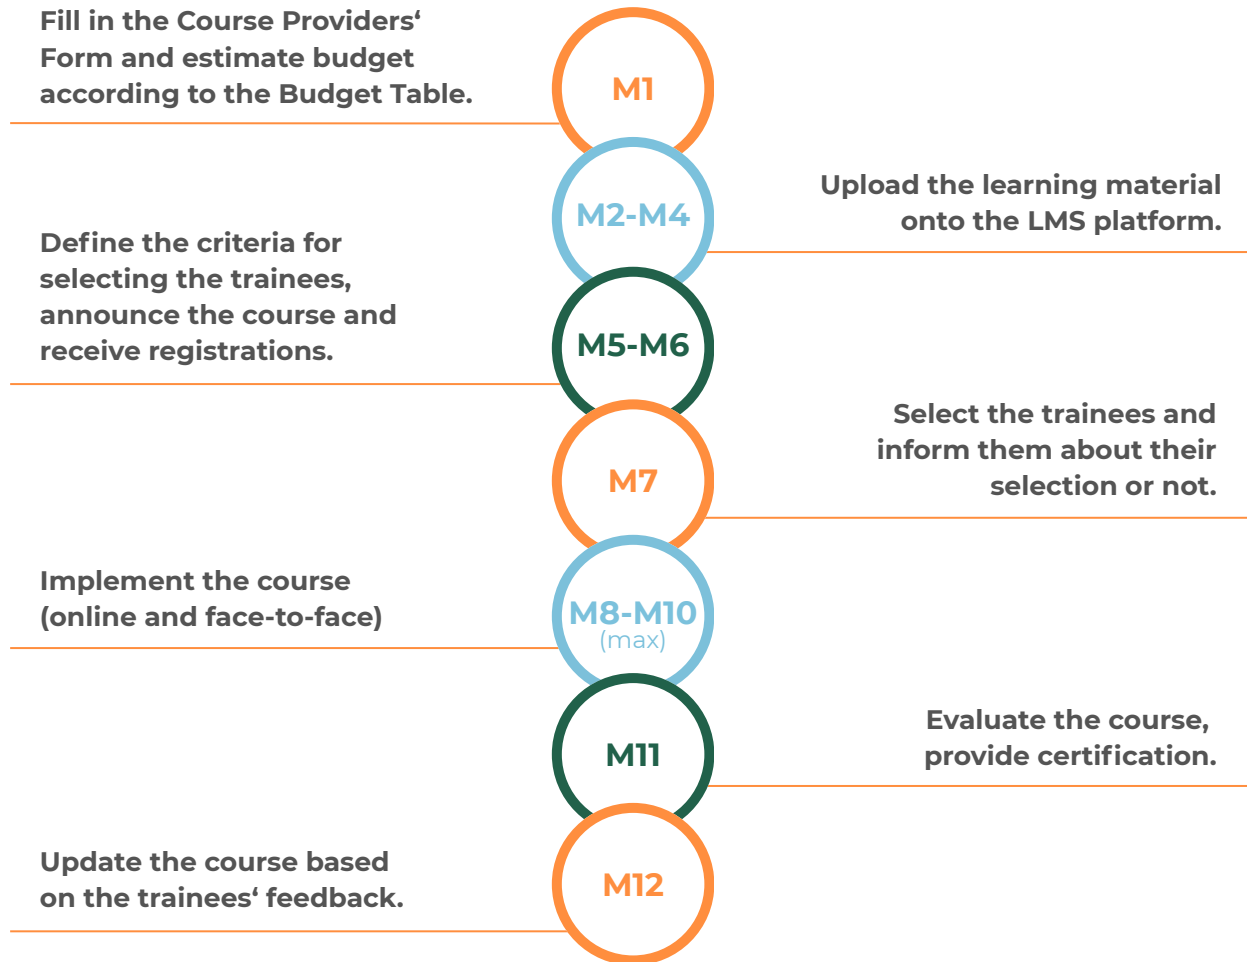 Fill in the Course Providers‘
Form and estimate budget
according to the Budget Table.
M1
M2-M4
Upload the learning material
onto the LMS platform.
Define the criteria for
selecting the trainees,
announce the course and
receive registrations.
M5-M6
M7
Select the trainees and
inform them about their
selection or not.
Implement the course
(online and face-to-face)
M8-M10
(max)
M11
Evaluate the course,
provide certification.
Update the course based
on the trainees‘ feedback.
M12